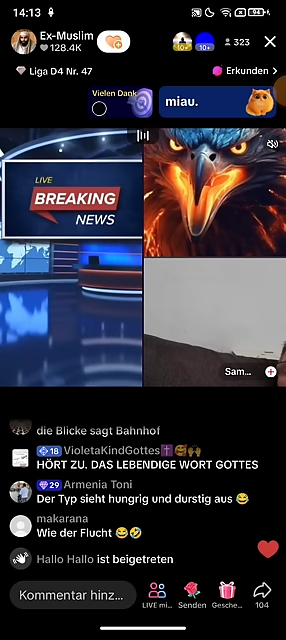 14:13
94
Ex-Muslim
128.4K
10+
10+
323
Liga D4 Nr. 47
Erkunden
Vielen Dank
miau.
LIVE
BREAKING
NEWS
Sam...
die Blicke sagt Bahnhof
18 VioletaKindGottes✝️🥰🙌
HÖRT ZU. DAS LEBENDIGE WORT GOTTES
29 Armenia Toni
Der Typ sieht hungrig und durstig aus 😂
makarana
Wie der Flucht 😂🤣
Hallo Hallo ist beigetreten
Kommentar hinz...
LIVE mi...
Senden
Gesche...
104